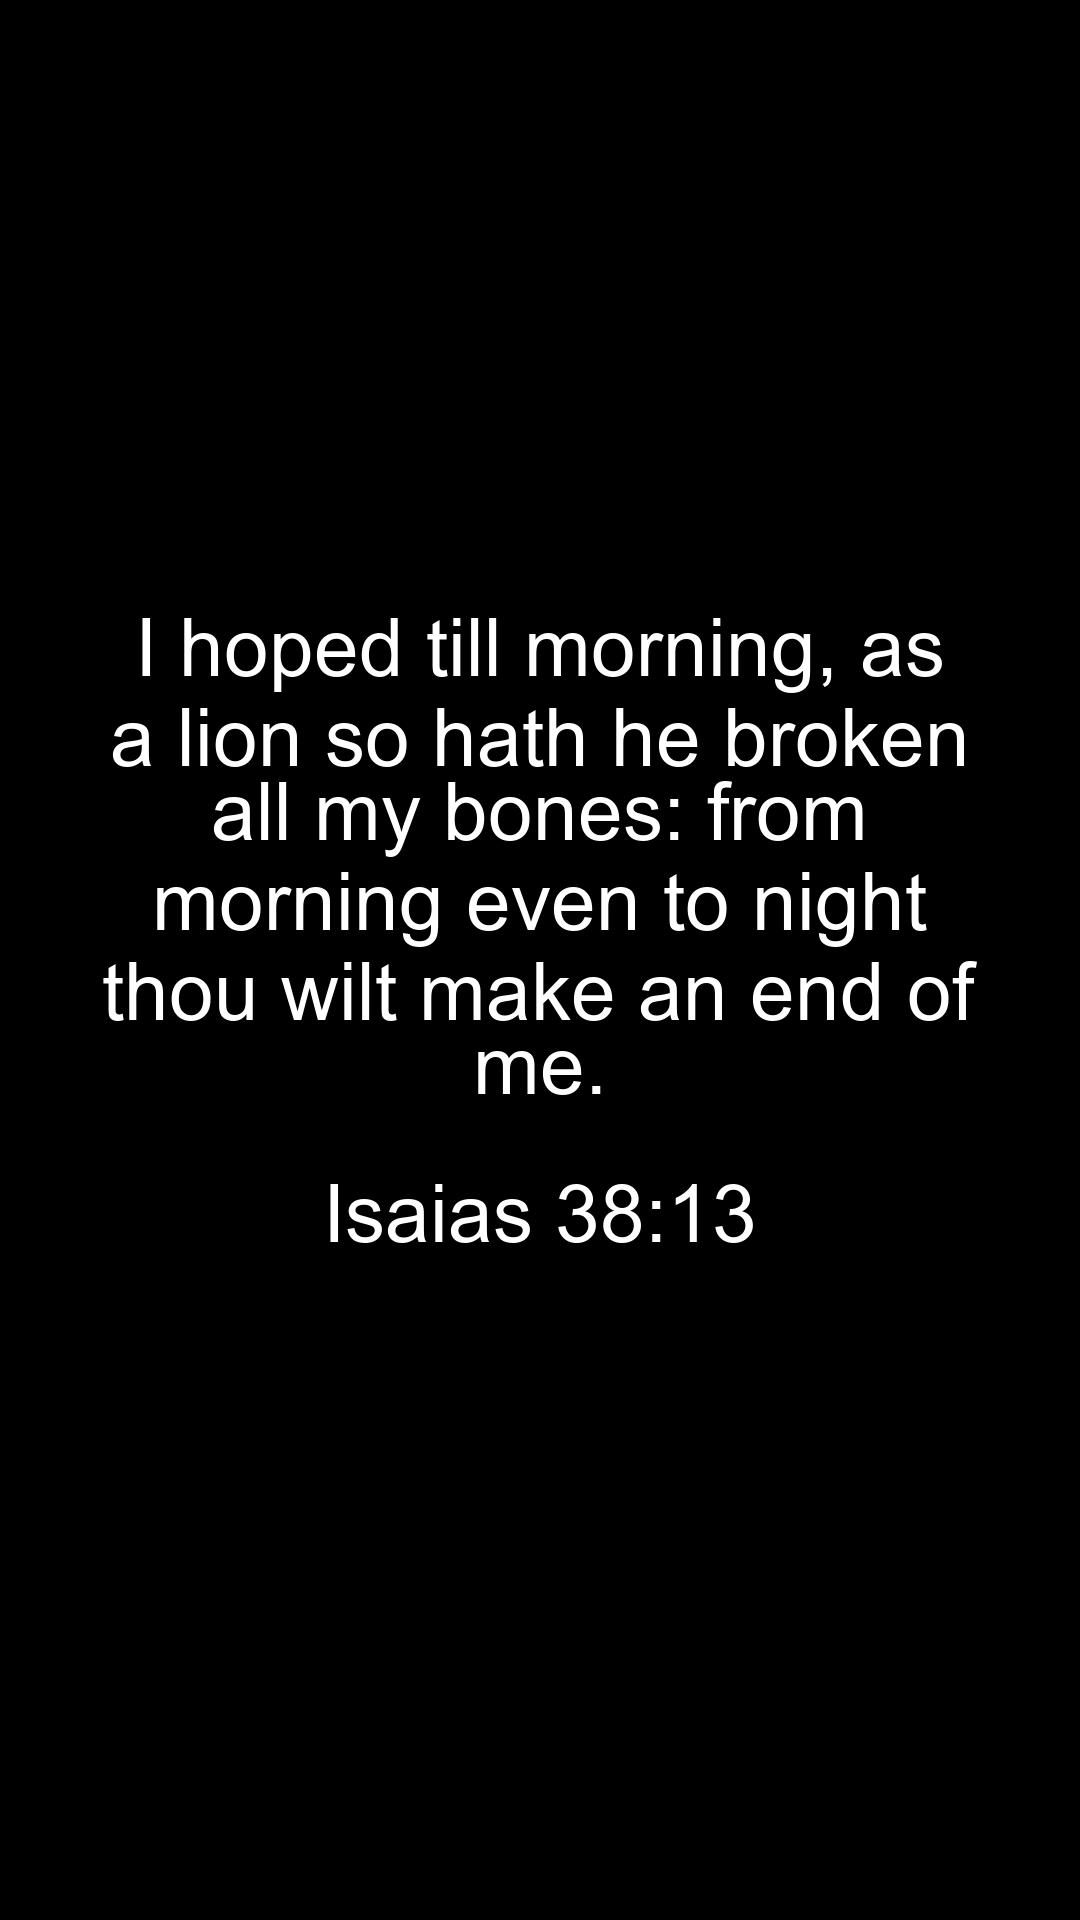 I hoped till morning, as
a lion so hath he broken
all my bones: from
morning even to night
thou wilt make an end of
me.
Isaias 38:13